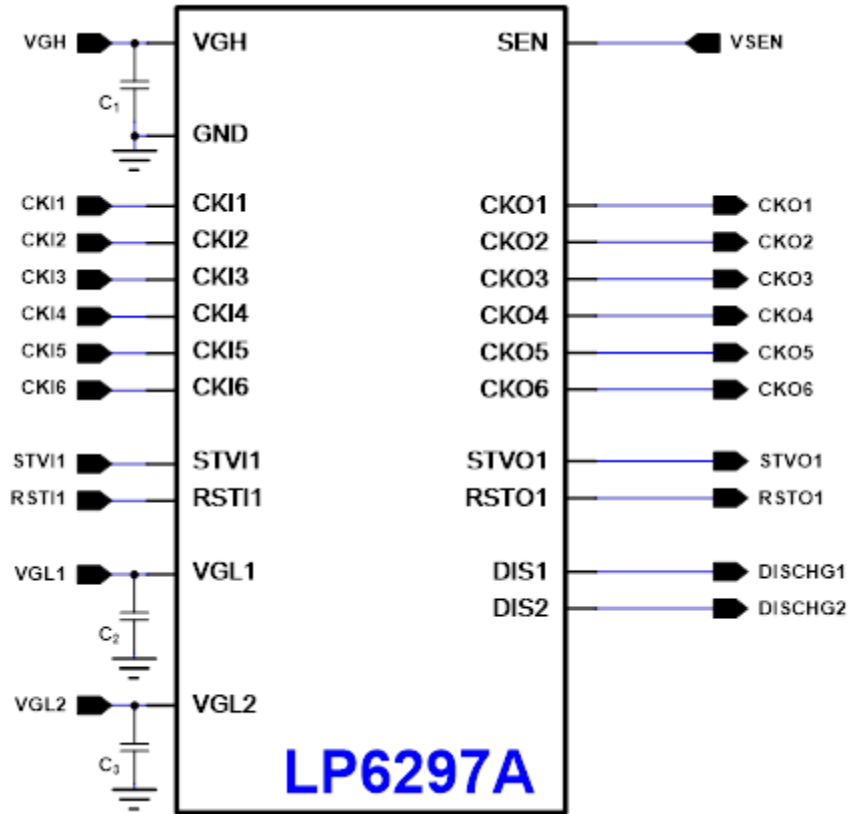 VGH VGH SEN VSEN
C1
GND
CKI1 CKI1 CKO1 CKO1
CKI2 CKI2 CKO2 CKO2
CKI3 CKI3 CKO3 CKO3
CKI4 CKI4 CKO4 CKO4
CKI5 CKI5 CKO5 CKO5
CKI6 CKI6 CKO6 CKO6
STVI1 STVI1 STVO1 STVO1
RSTI1 RSTI1 RSTO1 RSTO1
VGL1 VGL1 DIS1 DISCHG1
DIS2 DISCHG2
C2
VGL2 VGL2
C3
LP6297A